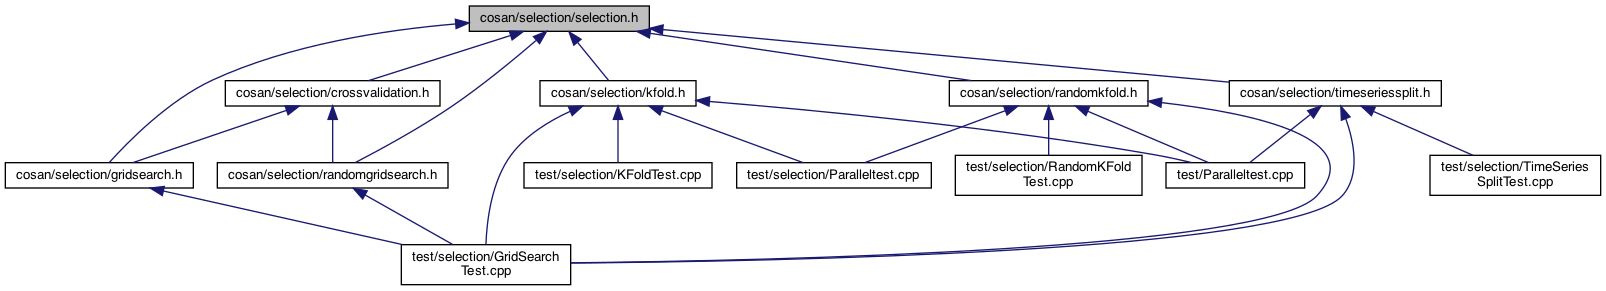 cosan/selection/selection.h
cosan/selection/crossvalidation.h
cosan/selection/kfold.h
cosan/selection/randomkfold.h
cosan/selection/timeseriessplit.h
cosan/selection/gridsearch.h
cosan/selection/randomgridsearch.h
test/selection/KFoldTest.cpp
test/selection/Paralleltest.cpp
test/selection/RandomKFold
Test.cpp
test/Paralleltest.cpp
test/selection/TimeSeries
SplitTest.cpp
test/selection/GridSearch
Test.cpp